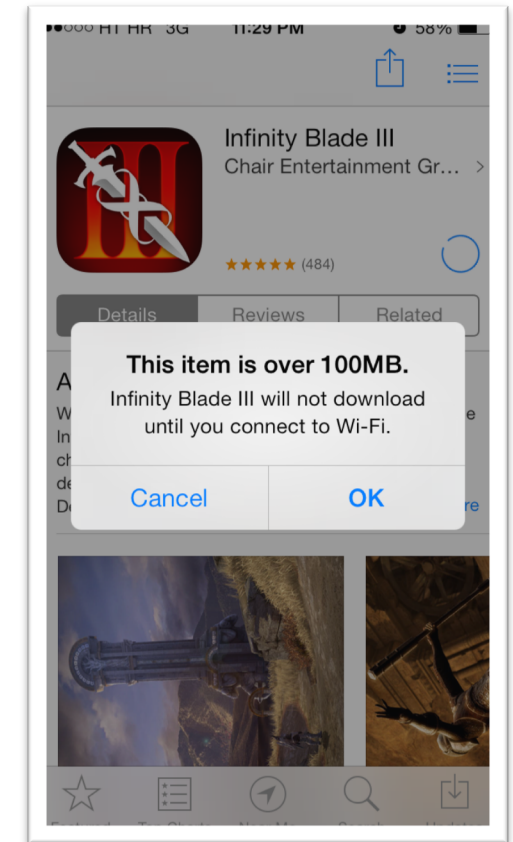 HT HR 3G 11:29 PM 58%
Infinity Blade III
Chair Entertainment Gr... >
★★★★★ (484)
Details Reviews Related
This item is over 100MB.
Infinity Blade III will not download
until you connect to Wi-Fi.
Cancel OK